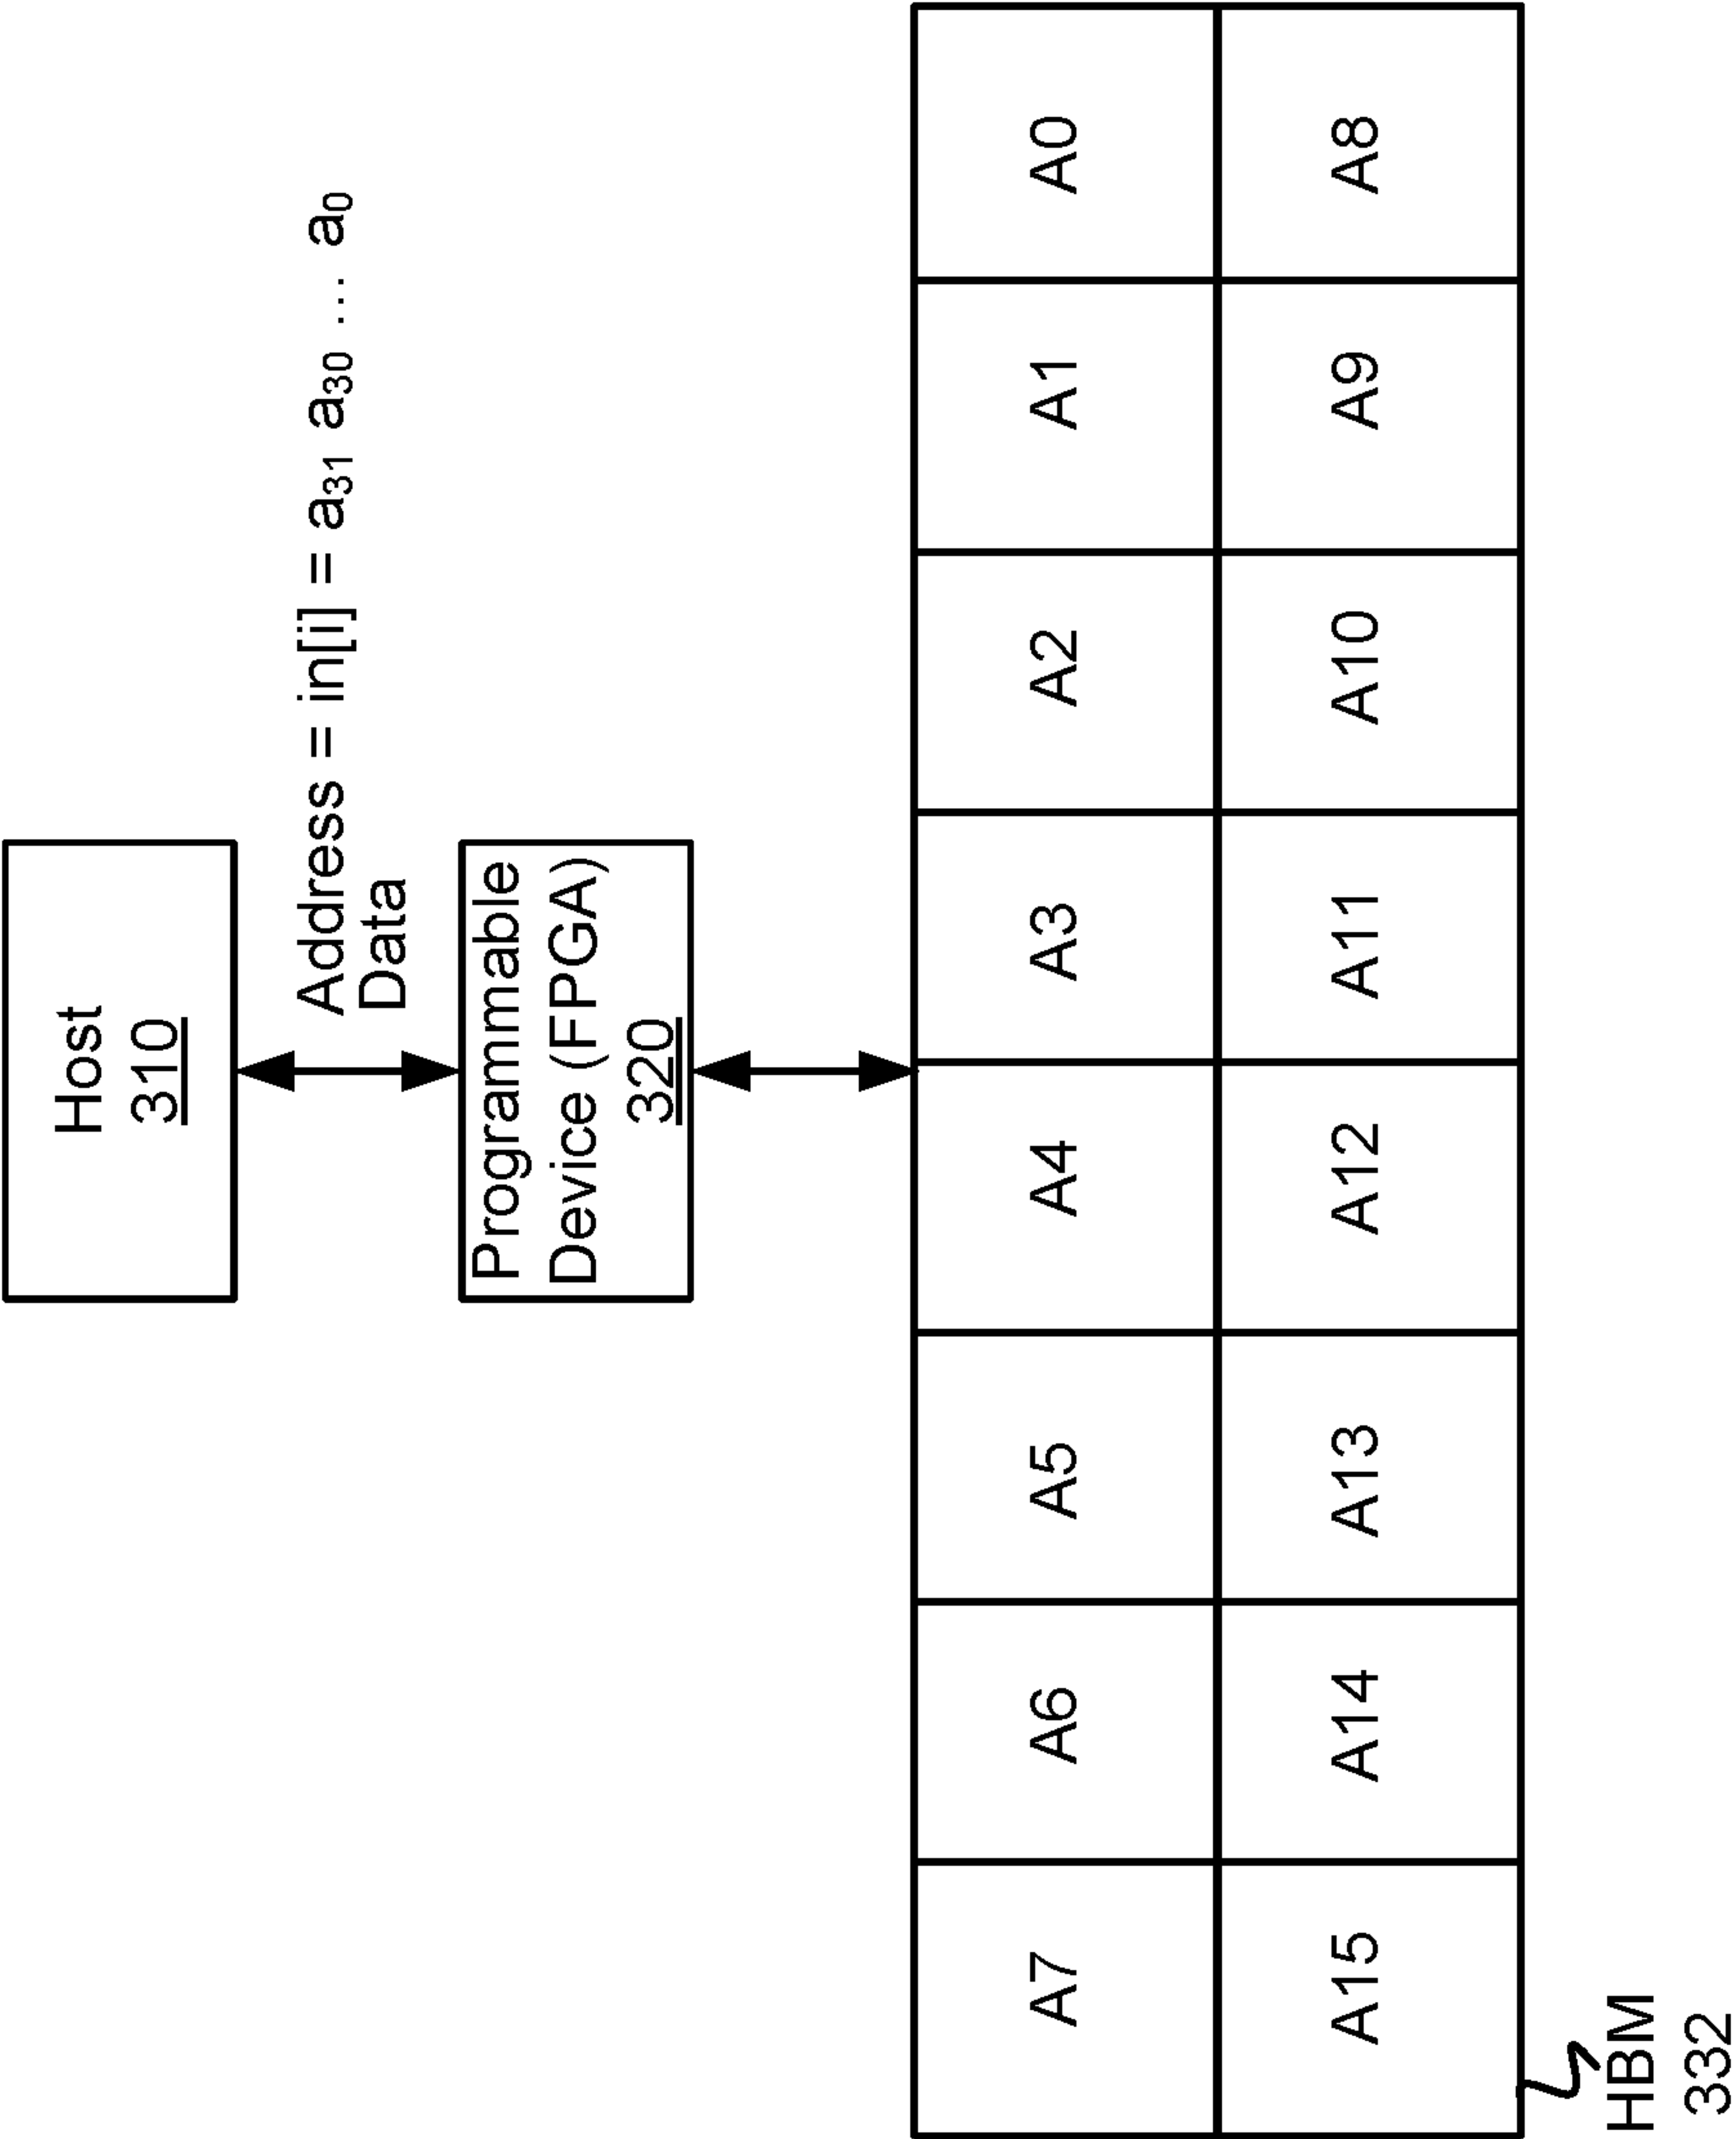 Host
310
Address = in[i] = a₃₁ a₃₀ ... a₀
Data
Programmable
Device (FPGA)
320
A7 A6 A5 A4 A3 A2 A1 A0
A15 A14 A13 A12 A11 A10 A9 A8
HBM
332